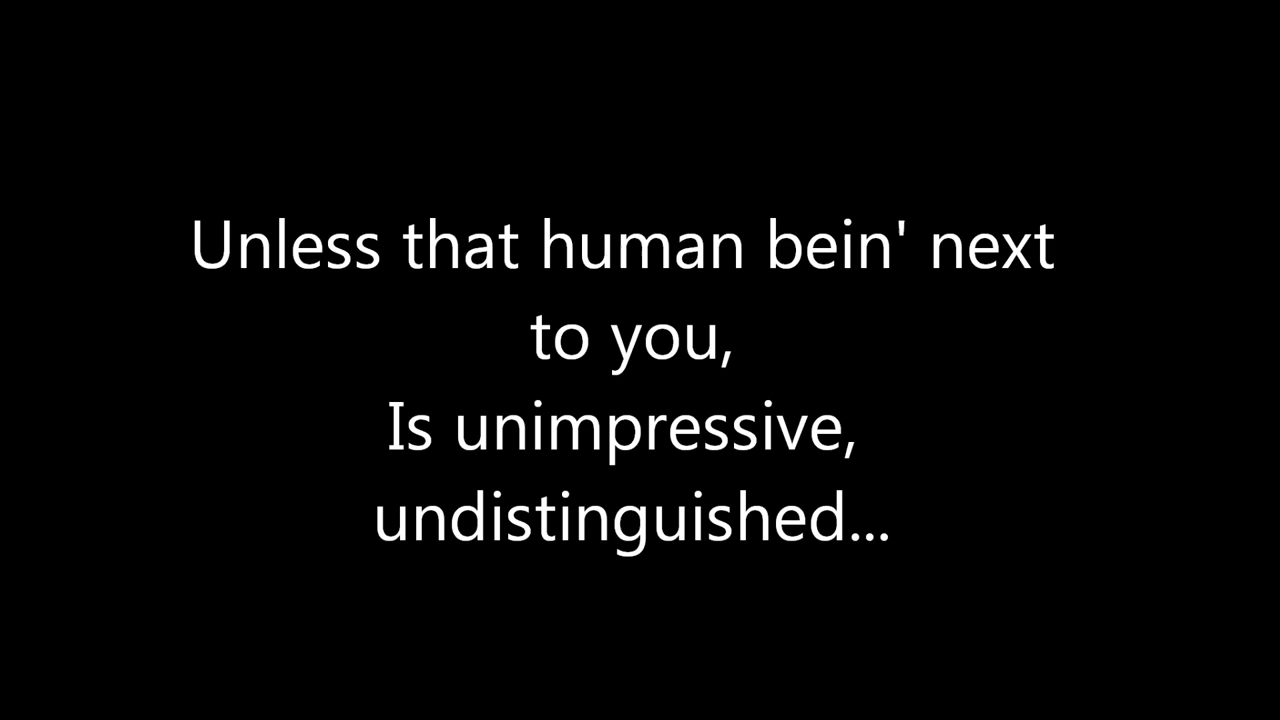 Unless that human bein' next
to you,
Is unimpressive,
undistinguished...